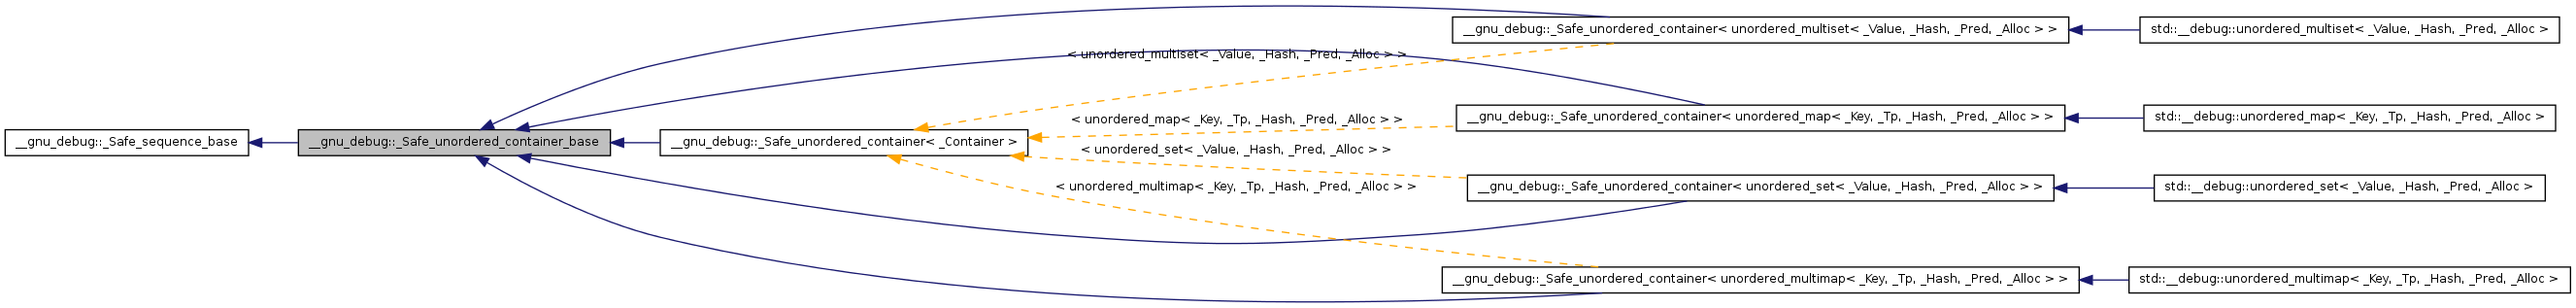 __gnu_debug::_Safe_unordered_container< unordered_multiset< _Value, _Hash, _Pred, _Alloc > >
std::__debug::unordered_multiset< _Value, _Hash, _Pred, _Alloc >
< unordered_multiset< _Value, _Hash, _Pred, _Alloc >
__gnu_debug::_Safe_unordered_container< unordered_map< _Key, _Tp, _Hash, _Pred, _Alloc > >
std::__debug::unordered_map< _Key, _Tp, _Hash, _Pred, _Alloc >
< unordered_map< _Key, _Tp, _Hash, _Pred, _Alloc > >
__gnu_debug::_Safe_sequence_base
__gnu_debug::_Safe_unordered_container_base
__gnu_debug::_Safe_unordered_container< _Container >
< unordered_set< _Value, _Hash, _Pred, _Alloc > >
__gnu_debug::_Safe_unordered_container< unordered_set< _Value, _Hash, _Pred, _Alloc > >
std::__debug::unordered_set< _Value, _Hash, _Pred, _Alloc >
< unordered_multimap< _Key, _Tp, _Hash, _Pred, _Alloc > >
__gnu_debug::_Safe_unordered_container< unordered_multimap< _Key, _Tp, _Hash, _Pred, _Alloc > >
std::__debug::unordered_multimap< _Key, _Tp, _Hash, _Pred, _Alloc >